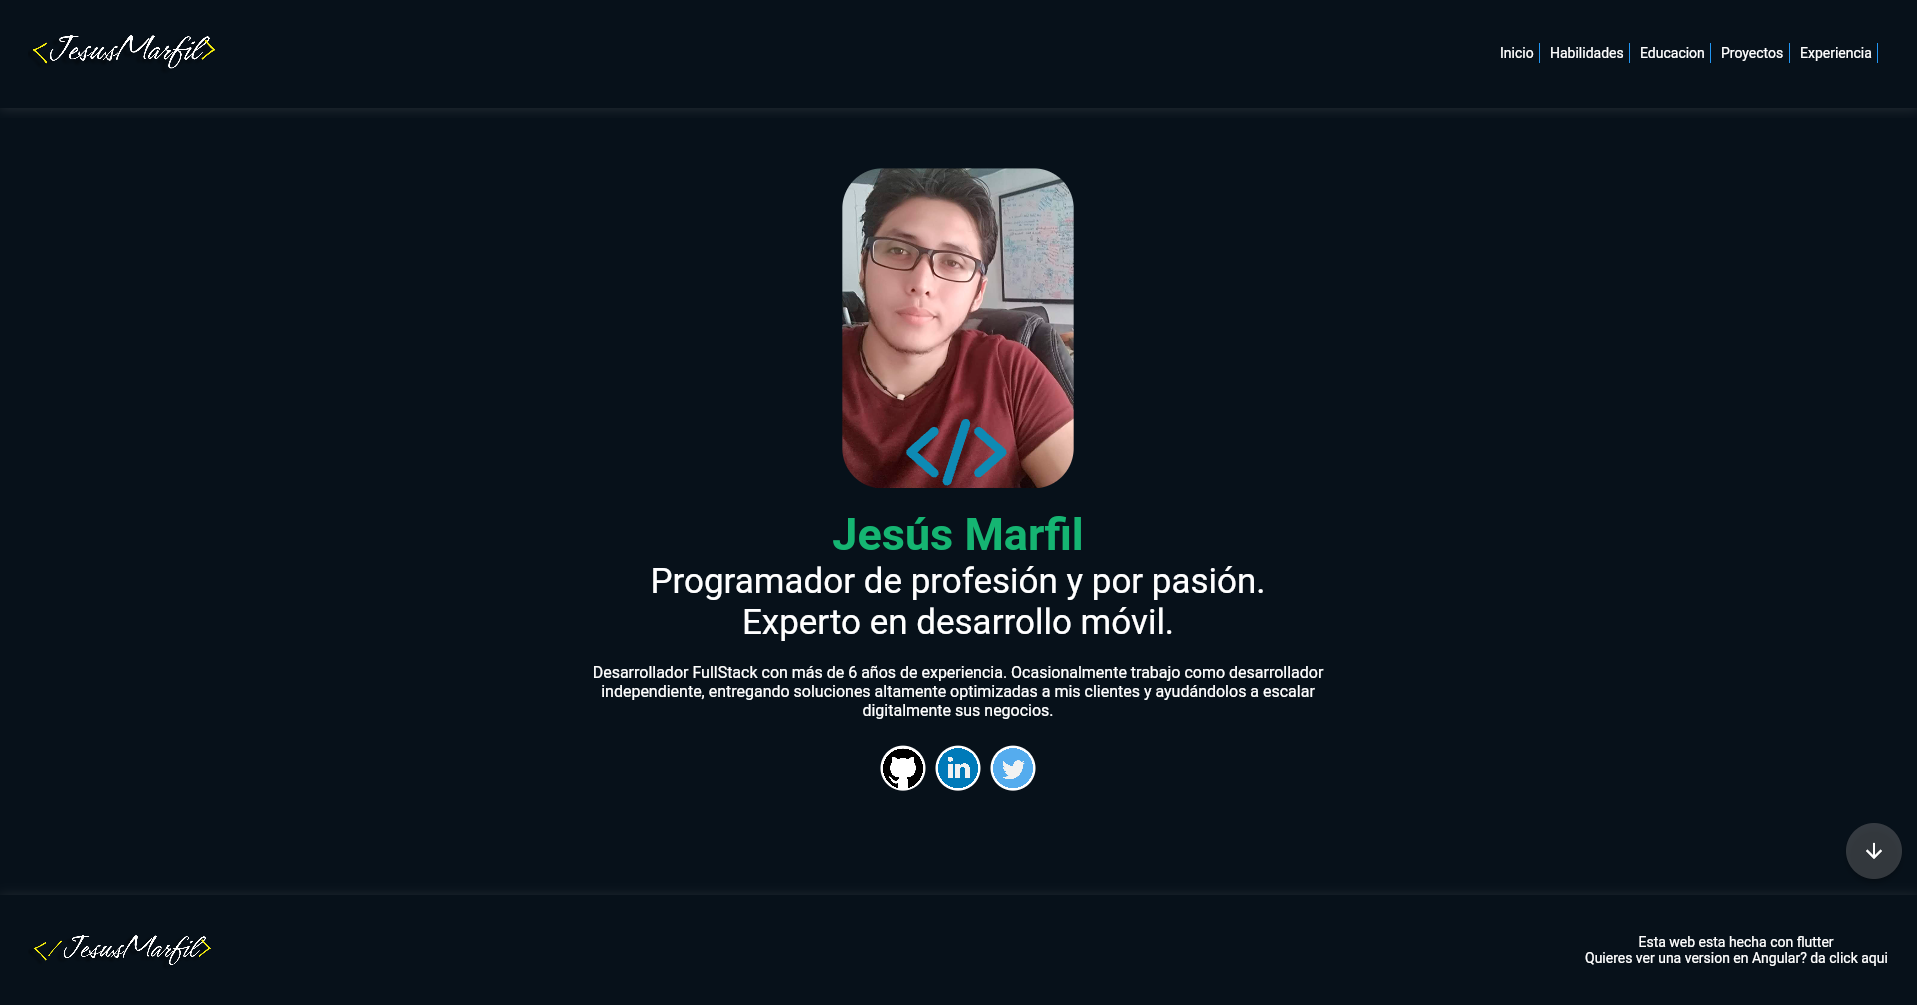 <JesusMarfil>
Inicio Habilidades Educacion Proyectos Experiencia
</>
Jesús Marfil
Programador de profesión y por pasión.
Experto en desarrollo móvil.
Desarrollador FullStack con más de 6 años de experiencia. Ocasionalmente trabajo como desarrollador
independiente, entregando soluciones altamente optimizadas a mis clientes y ayudándolos a escalar
digitalmente sus negocios.
in
</JesusMarfil>
Esta web esta hecha con flutter
Quieres ver una version en Angular? da click aqui